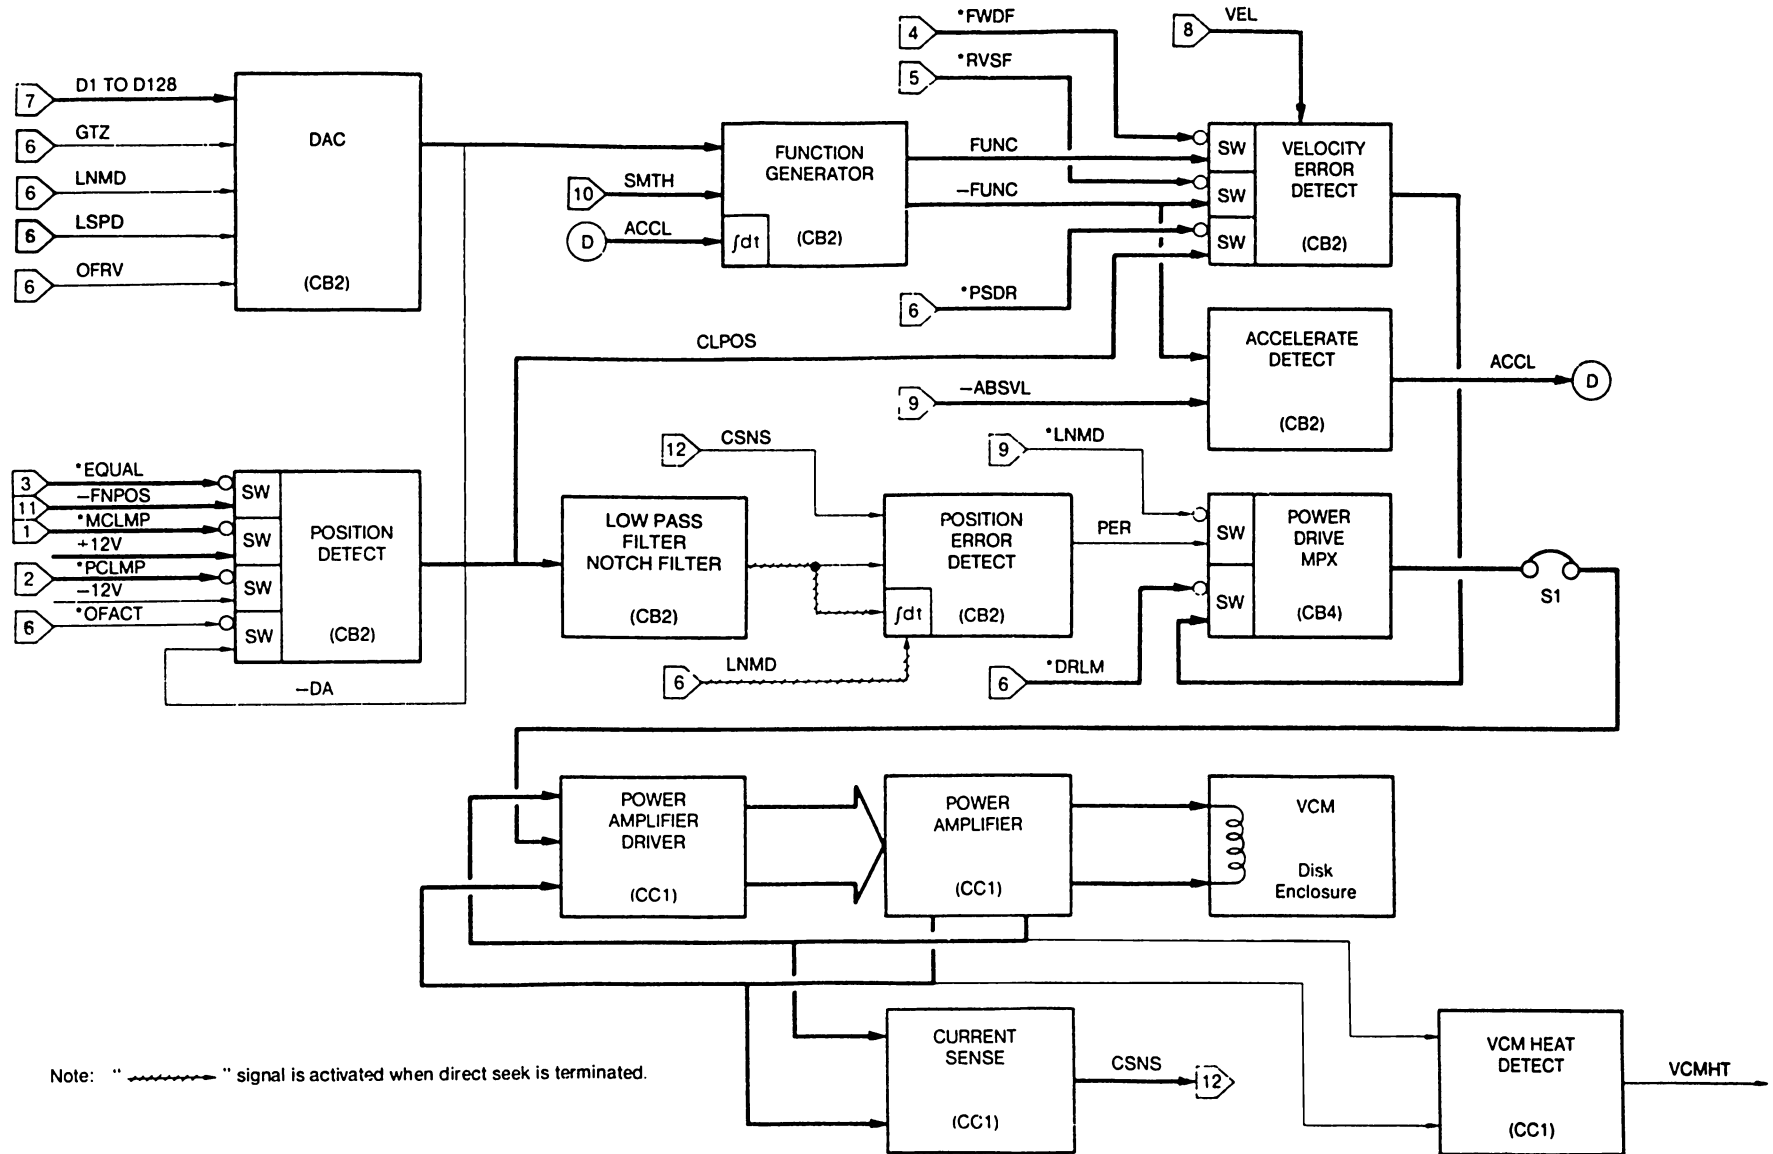 4
*FWDF
8
VEL
5
*RVSF
7
D1 TO D128
6
GTZ
6
LNMD
6
LSPD
6
OFRV
DAC
(CB2)
10
SMTH
D
ACCL
FUNCTION
GENERATOR
∫dt
(CB2)
FUNC
−FUNC
SW
SW
SW
VELOCITY
ERROR
DETECT
(CB2)
6
*PSDR
CLPOS
9
−ABSVL
ACCELERATE
DETECT
(CB2)
ACCL
D
3
*EQUAL
11
−FNPOS
1
*MCLMP
+12V
2
*PCLMP
−12V
6
*OFACT
SW
SW
SW
SW
POSITION
DETECT
(CB2)
−DA
LOW PASS
FILTER
NOTCH FILTER
(CB2)
12
CSNS
6
LNMD
POSITION
ERROR
DETECT
∫dt
(CB2)
PER
9
*LNMD
6
*DRLM
SW
SW
POWER
DRIVE
MPX
(CB4)
S1
POWER
AMPLIFIER
DRIVER
(CC1)
POWER
AMPLIFIER
(CC1)
VCM
Disk
Enclosure
CURRENT
SENSE
(CC1)
CSNS
12
VCM HEAT
DETECT
(CC1)
VCMHT
Note: " " signal is activated when direct seek is terminated.